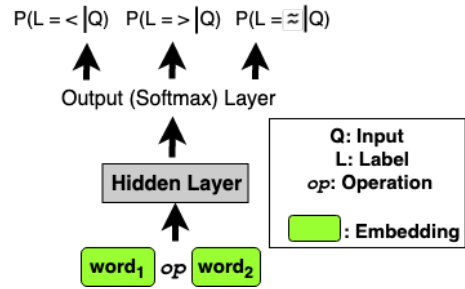 P(L = < |Q) P(L = > |Q) P(L = ≈ |Q)
Output (Softmax) Layer
Hidden Layer
word₁ op word₂
Q: Input
L: Label
op: Operation
: Embedding